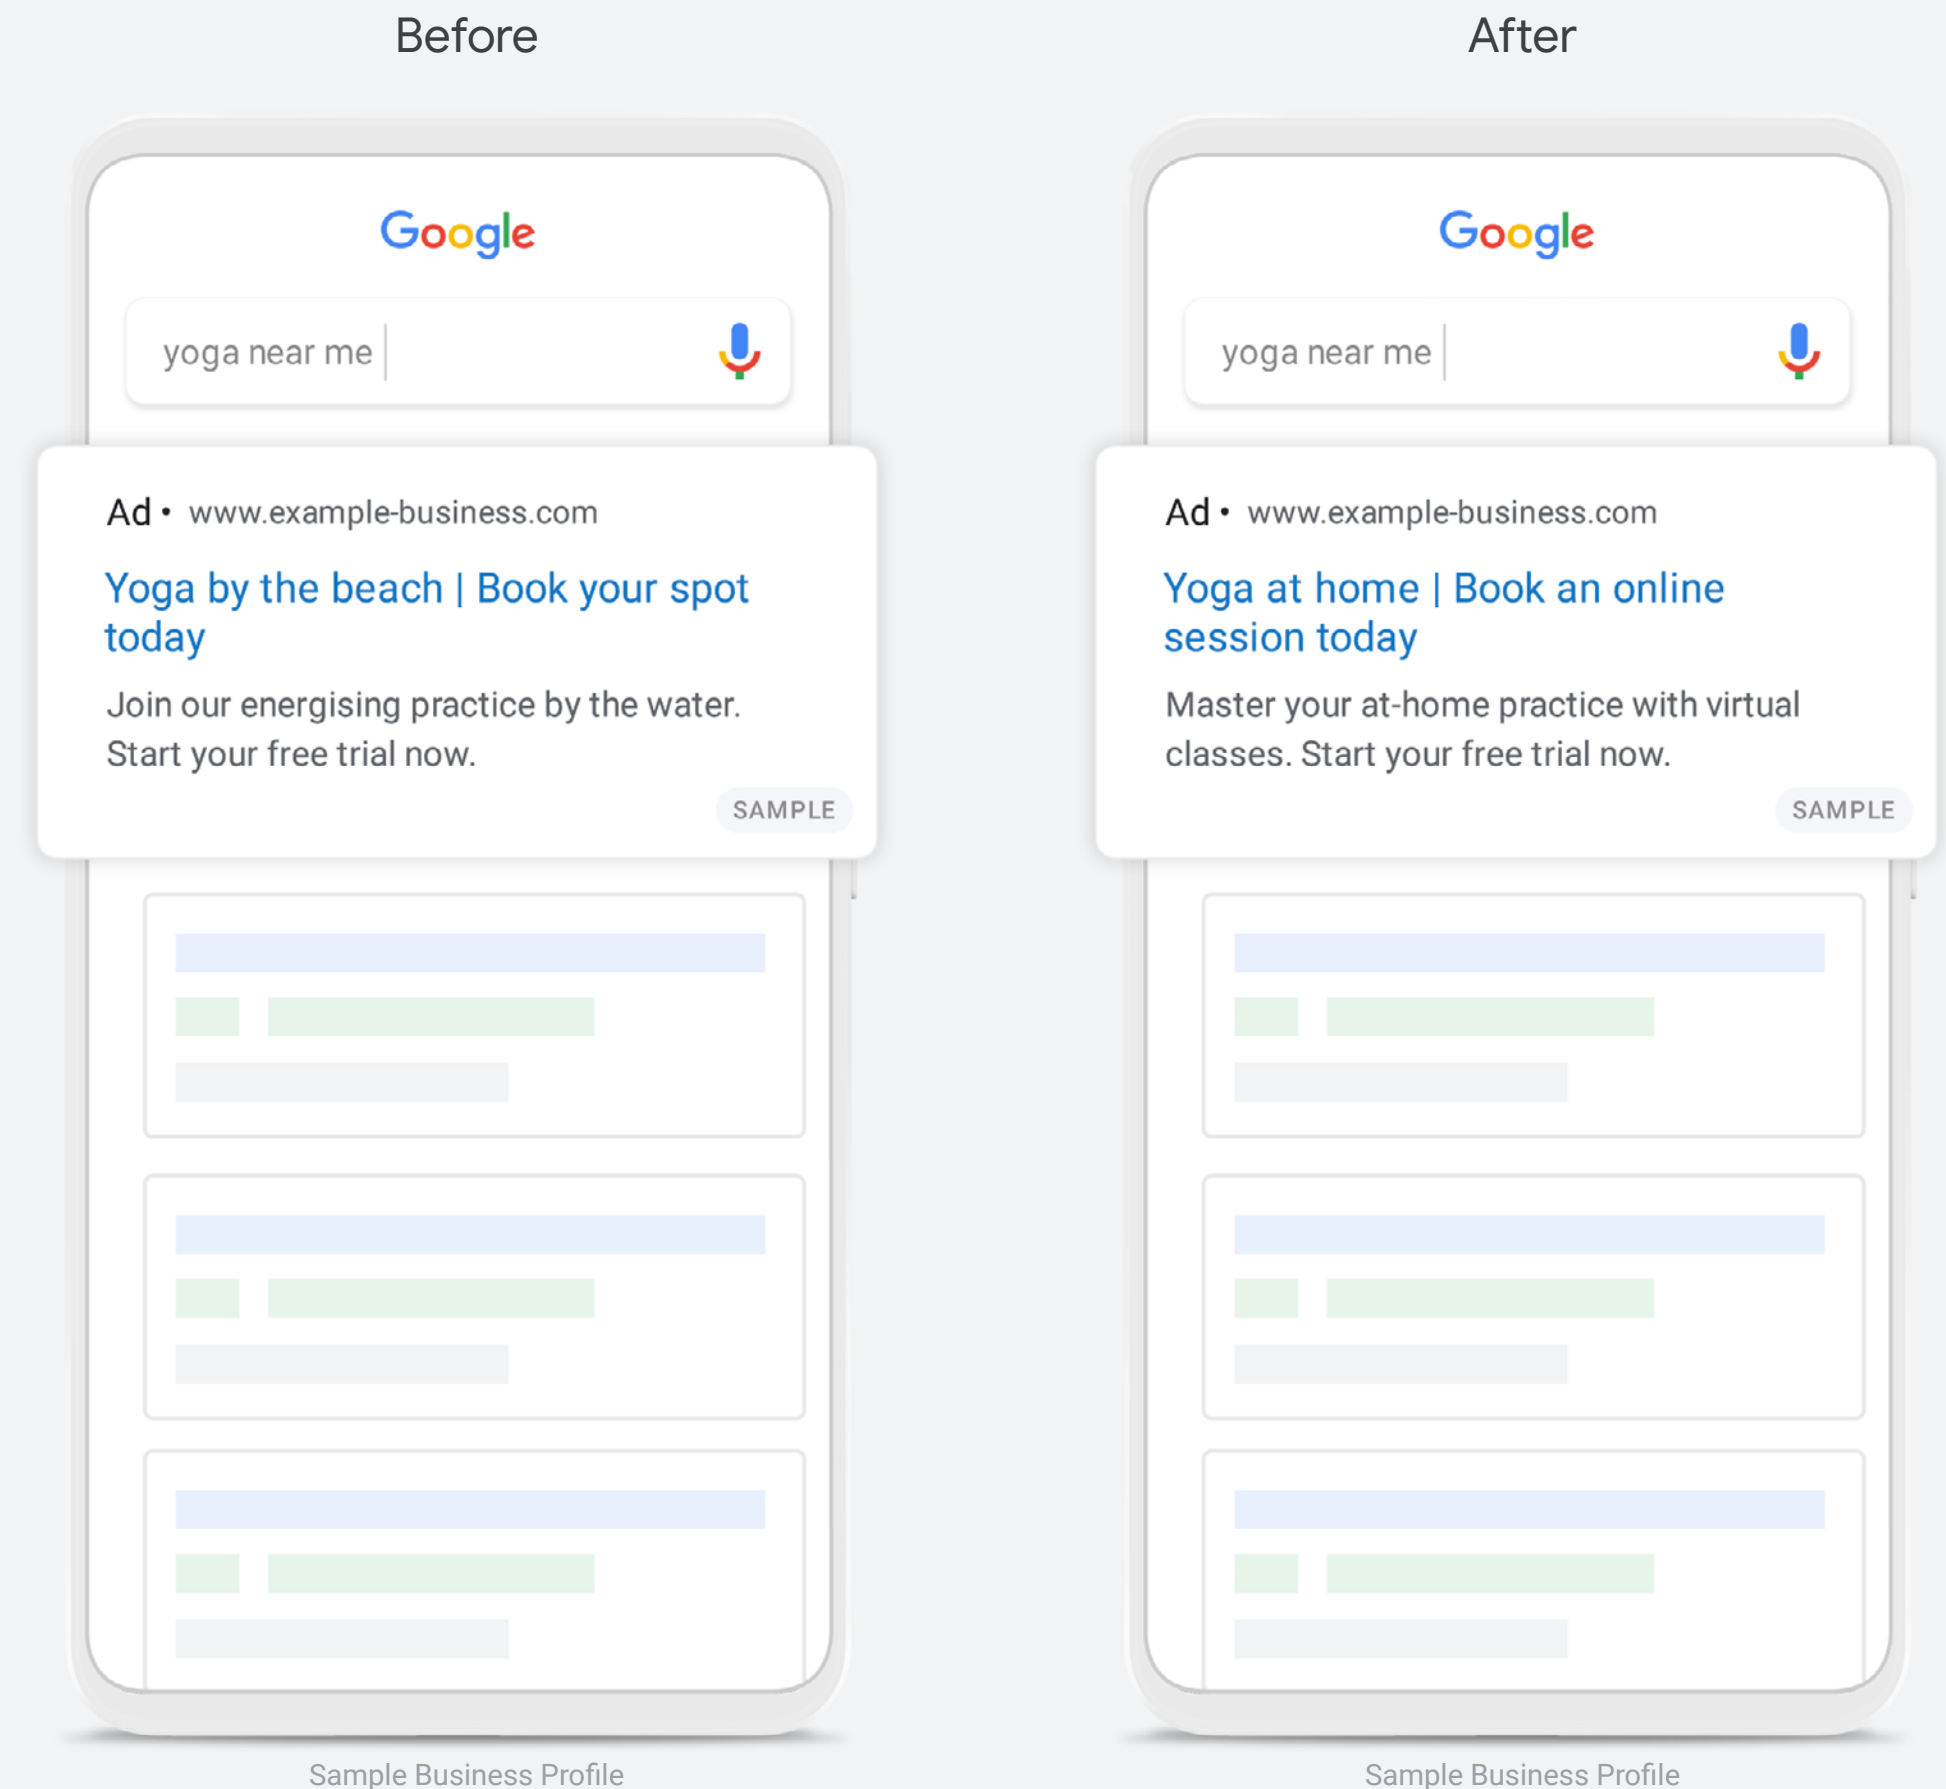 Before
Google
yoga near me
Ad • www.example-business.com
Yoga by the beach | Book your spot
today
Join our energising practice by the water.
Start your free trial now.
SAMPLE
Sample Business Profile
After
Google
yoga near me
Ad • www.example-business.com
Yoga at home | Book an online
session today
Master your at-home practice with virtual
classes. Start your free trial now.
SAMPLE
Sample Business Profile